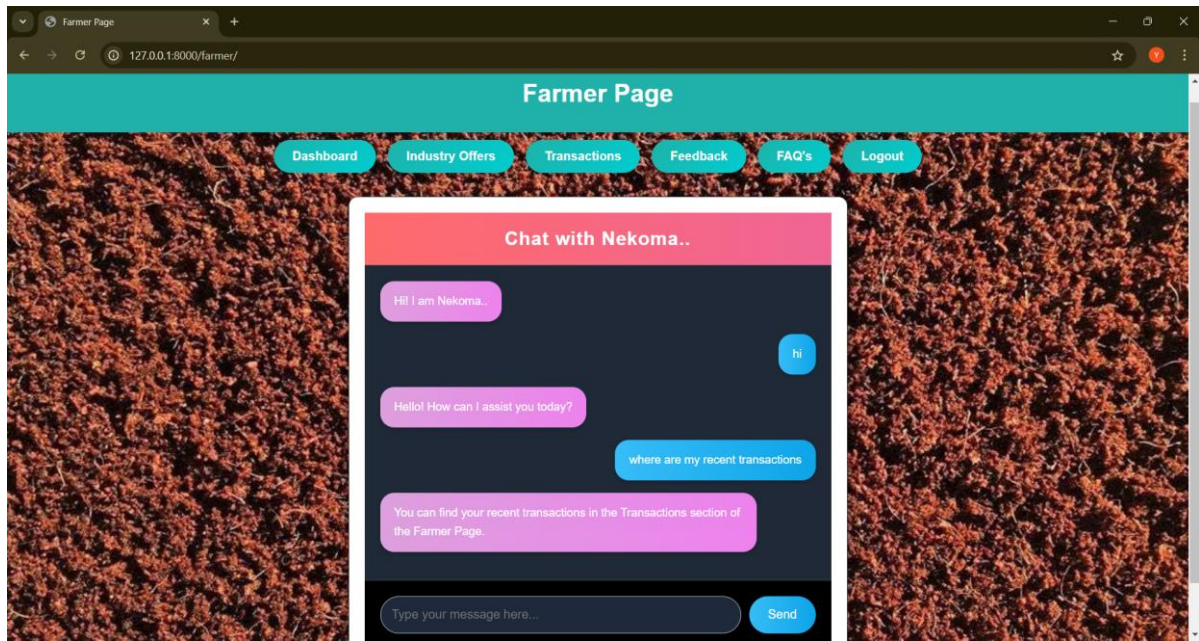 Farmer Page
127.0.0.1:8000/farmer/
Y
Farmer Page
Dashboard
Industry Offers
Transactions
Feedback
FAQ's
Logout
Chat with Nekoma..
Hi! I am Nekoma..
hi
Hello! How can I assist you today?
where are my recent transactions
You can find your recent transactions in the Transactions section of
the Farmer Page.
Type your message here...
Send